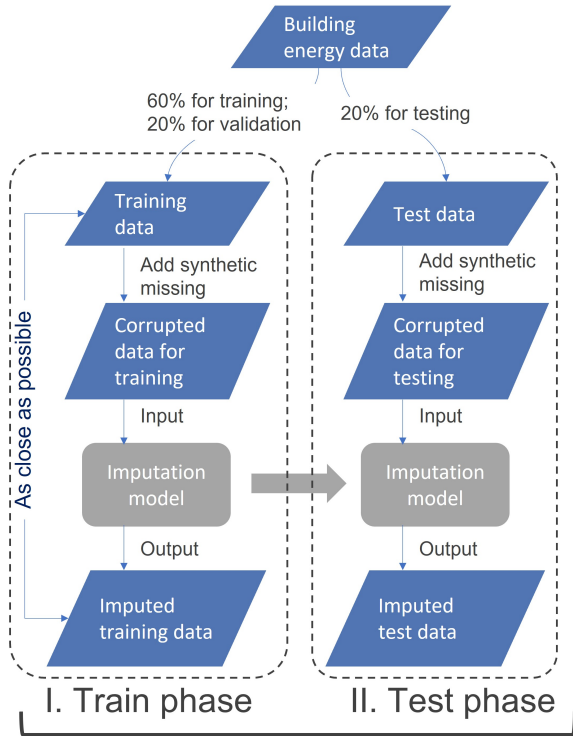 Building
energy data
60% for training;
20% for validation
20% for testing
Training
data
Test data
Add synthetic
missing
Add synthetic
missing
Corrupted
data for
training
Corrupted
data for
testing
As close as possible
Input
Input
Imputation
model
Imputation
model
Output
Output
Imputed
training data
Imputed
test data
I. Train phase
II. Test phase